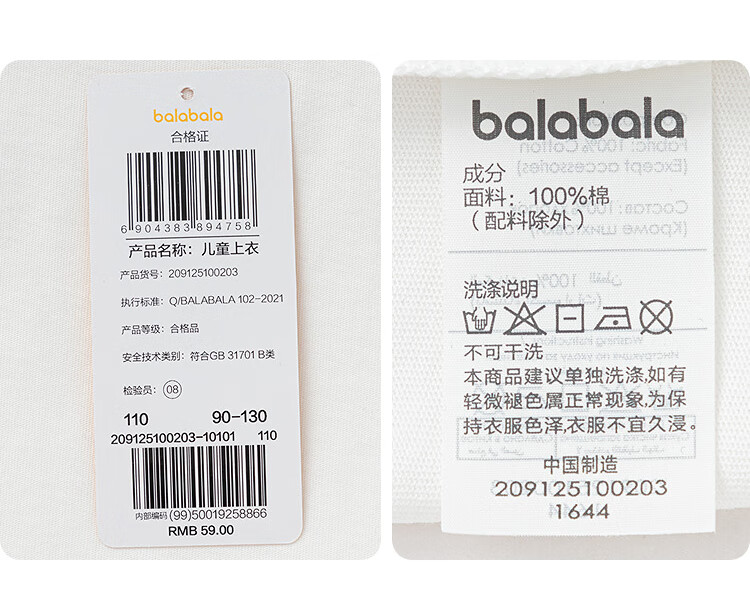 balabala
合格证
6 904383 894758
产品名称：儿童上衣
产品货号：209125100203
执行标准：Q/BALABALA 102-2021
产品等级：合格品
安全技术类别：符合GB 31701 B类
检验员：08
110 90-130
209125100203-10101 110
内部编码 (99)50019258866
RMB 59.00
balabala
Fabric: 100% Cotton
(Except accessories)
成分
面料：100%棉
（配料除外）
洗涤说明
不可干洗
本商品建议单独洗涤,如有
轻微褪色属正常现象,为保
持衣服色泽,衣服不宜久浸。
中国制造
209125100203
1644